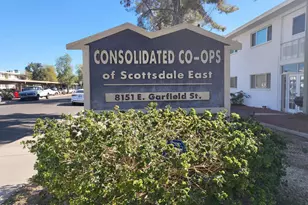 CONSOLIDATED CO-OPS
of Scottsdale East
8151 E. Garfield St.